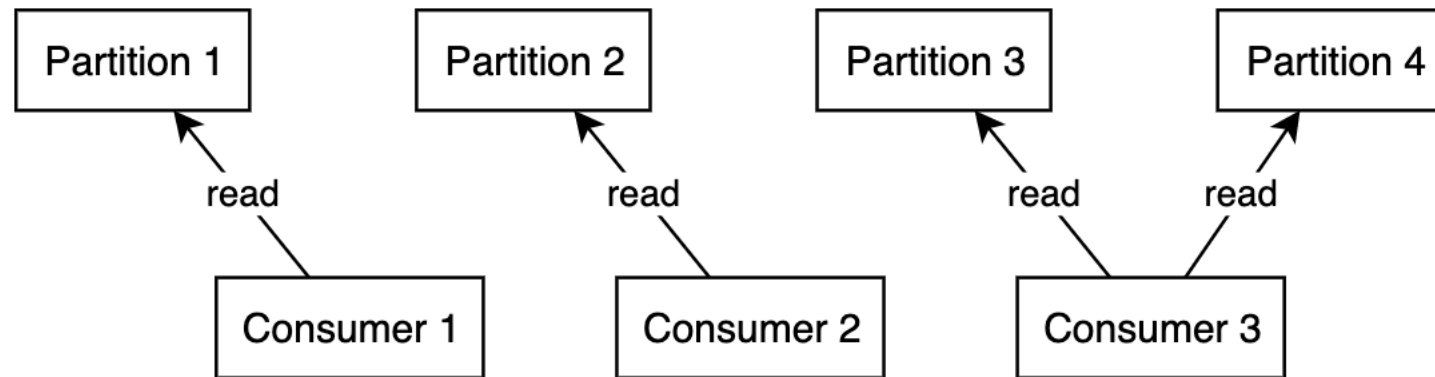 Partition 1
Partition 2
Partition 3
Partition 4
read
read
read
read
Consumer 1
Consumer 2
Consumer 3